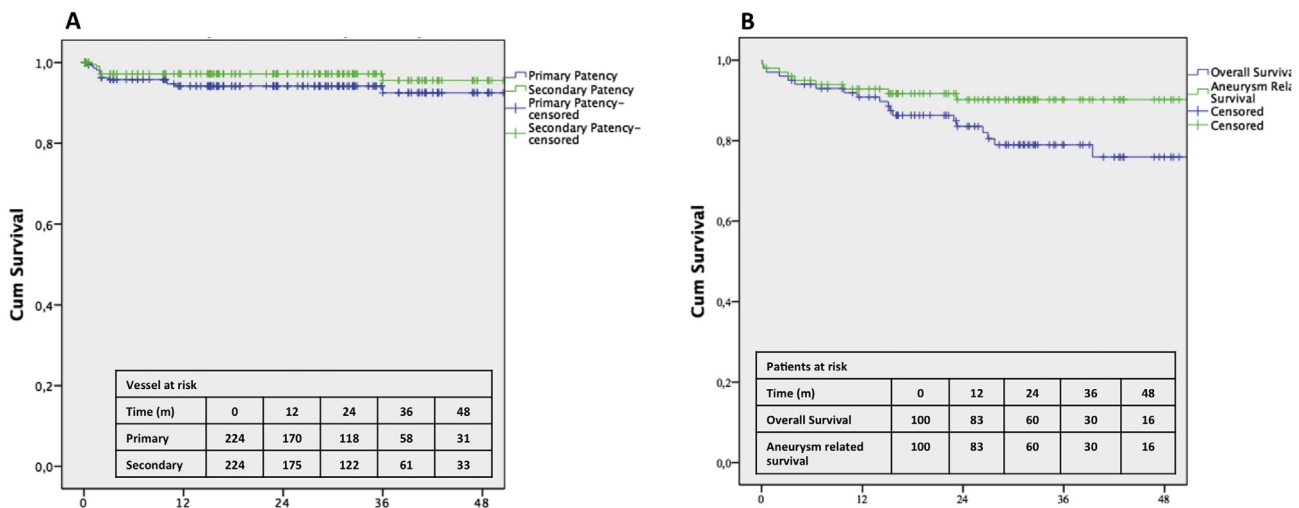 A
Cum Survival
1,0
0,8
0,6
0,4
0,2
0,0
0 12 24 36 48
Primary Patency
Secondary Patency
Primary Patency-
censored
Secondary Patency-
censored
Vessel at risk
Time (m) 0 12 24 36 48
Primary 224 170 118 58 31
Secondary 224 175 122 61 33
B
Cum Survival
1,0
0,8
0,6
0,4
0,2
0,0
0 12 24 36 48
Overall Surviva
Aneurysm Rela
Survival
Censored
Censored
Patients at risk
Time (m) 0 12 24 36 48
Overall Survival 100 83 60 30 16
Aneurysm related
survival 100 83 60 30 16